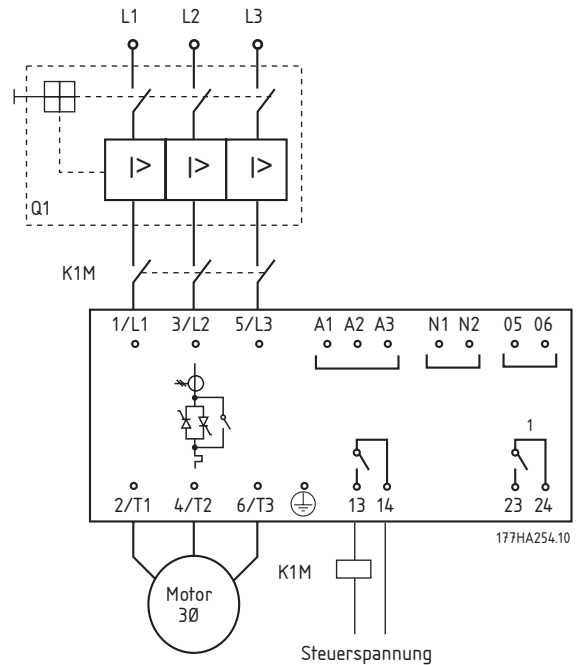 L1 L2 L3
I> I> I>
Q1
K1M
1/L1 3/L2 5/L3 A1 A2 A3 N1 N2 05 06
1
2/T1 4/T2 6/T3 13 14 23 24
177HA254.10
K1M
Motor
3Ø
Steuerspannung